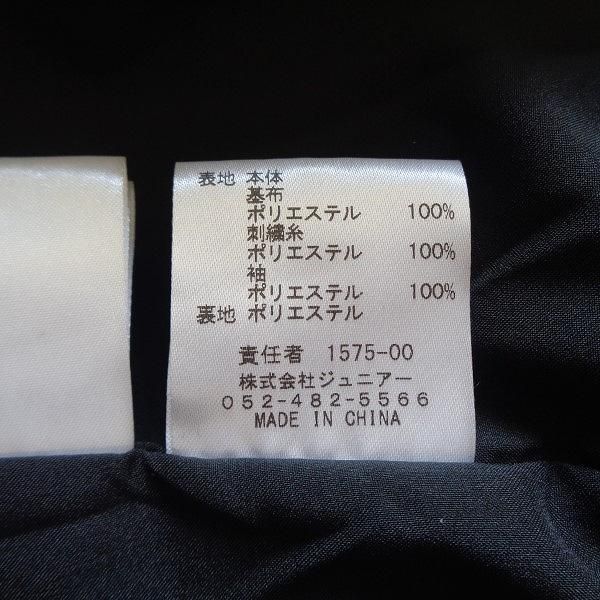 表地 本体
基布
ポリエステル 100%
刺繍糸
ポリエステル 100%
袖
ポリエステル 100%
裏地 ポリエステル
責任者 1575-00
株式会社ジュニアー
052-482-5566
MADE IN CHINA